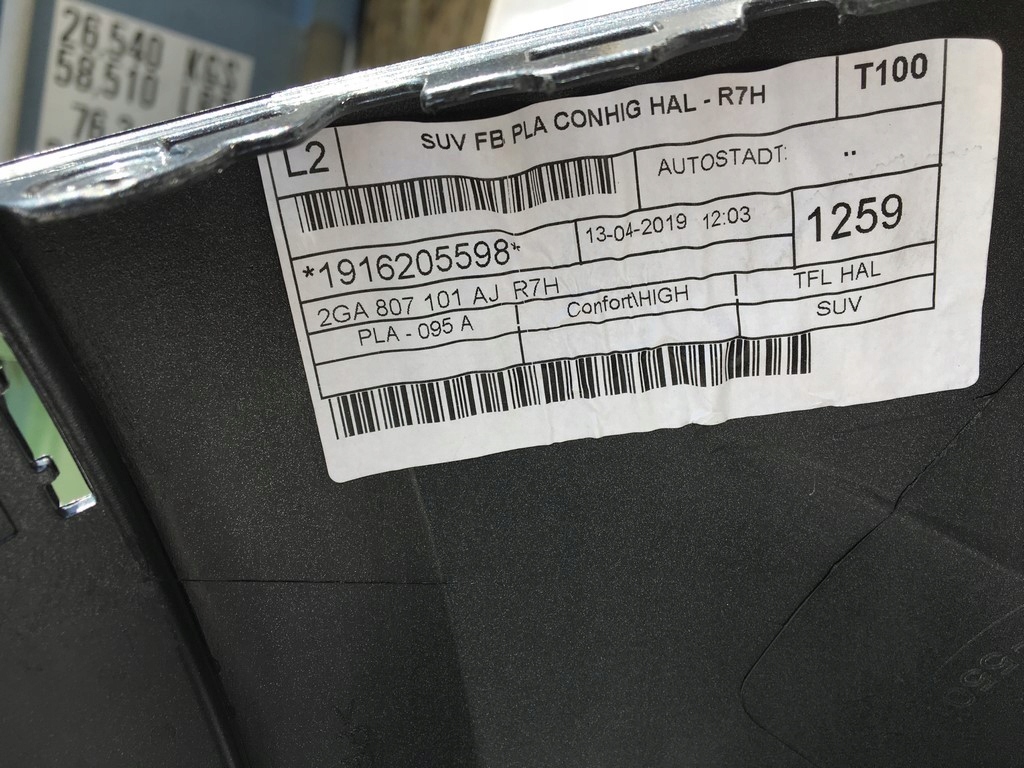 26.540 KGS
58.510
SUV FB PLA CONHIG HAL - R7H
T100
L2
AUTOSTADT: ..
*1916205598*
13-04-2019 12:03
1259
2GA 807 101 AJ R7H
PLA - 095 A
Confort\HIGH
TFL HAL
SUV